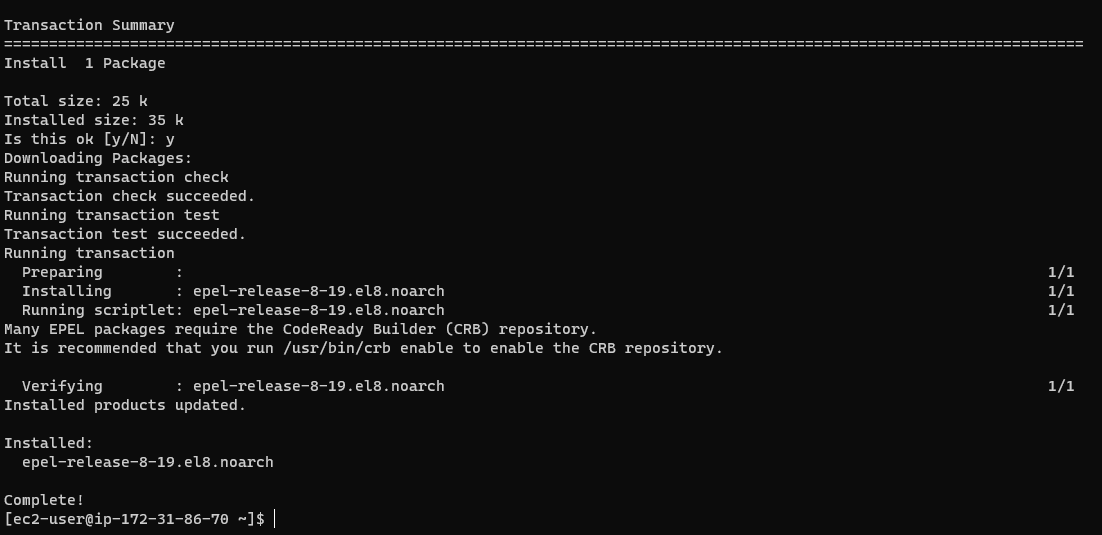 Transaction Summary
========================================================================================================================
Install  1 Package
Total size: 25 k
Installed size: 35 k
Is this ok [y/N]: y
Downloading Packages:
Running transaction check
Transaction check succeeded.
Running transaction test
Transaction test succeeded.
Running transaction
  Preparing        :                                                                                                1/1
  Installing       : epel-release-8-19.el8.noarch                                                                   1/1
  Running scriptlet: epel-release-8-19.el8.noarch                                                                   1/1
Many EPEL packages require the CodeReady Builder (CRB) repository.
It is recommended that you run /usr/bin/crb enable to enable the CRB repository.
  Verifying        : epel-release-8-19.el8.noarch                                                                   1/1
Installed products updated.
Installed:
  epel-release-8-19.el8.noarch
Complete!
[ec2-user@ip-172-31-86-70 ~]$